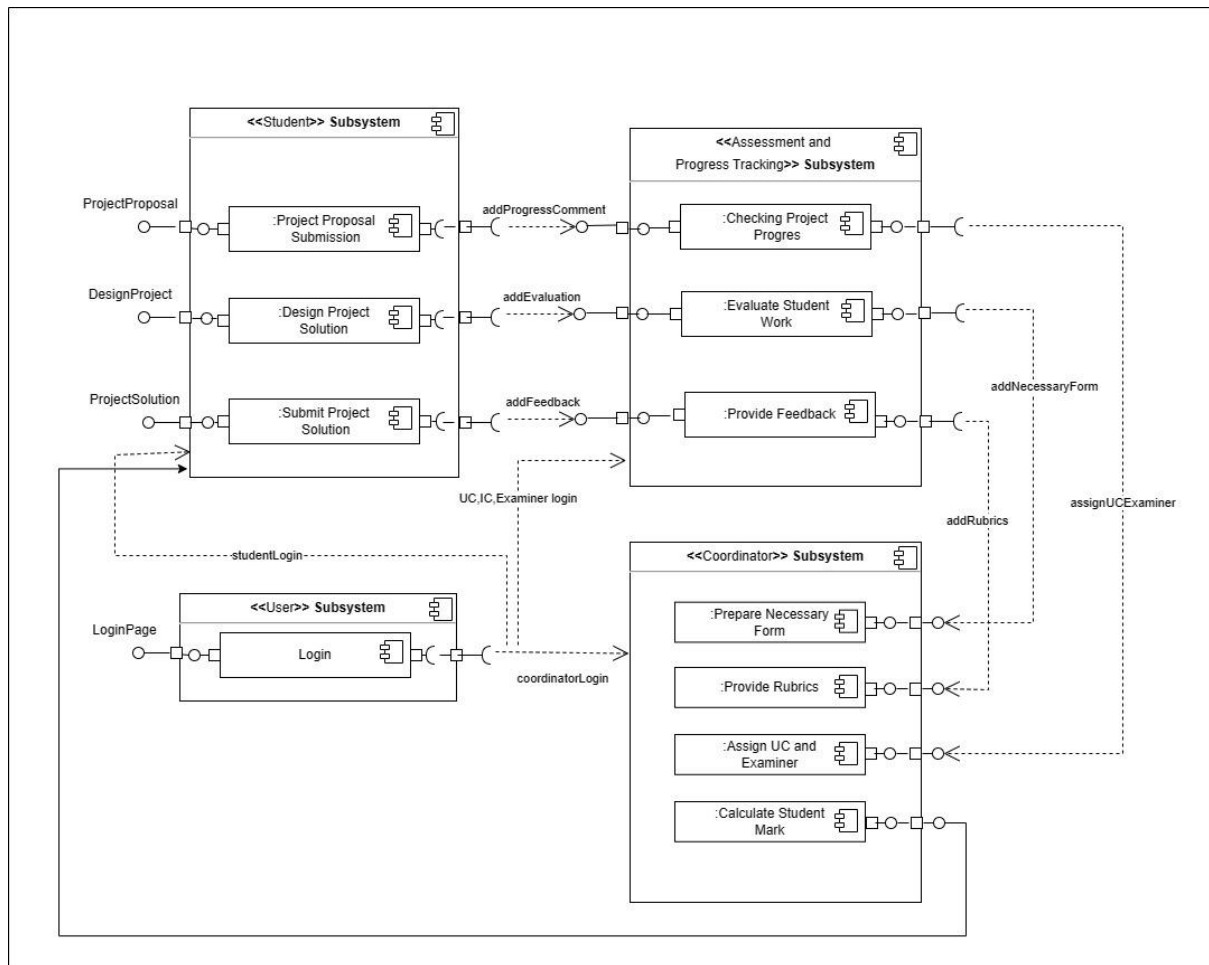 <<Student>> Subsystem
<<Assessment and
Progress Tracking>> Subsystem
ProjectProposal
:Project Proposal
Submission
addProgressComment
:Checking Project
Progres
DesignProject
:Design Project
Solution
addEvaluation
:Evaluate Student
Work
addNecessaryForm
ProjectSolution
:Submit Project
Solution
addFeedback
:Provide Feedback
UC,IC,Examiner login
assignUCExaminer
addRubrics
studentLogin
<<Coordinator>> Subsystem
<<User>> Subsystem
LoginPage
Login
coordinatorLogin
:Prepare Necessary
Form
:Provide Rubrics
:Assign UC and
Examiner
:Calculate Student
Mark